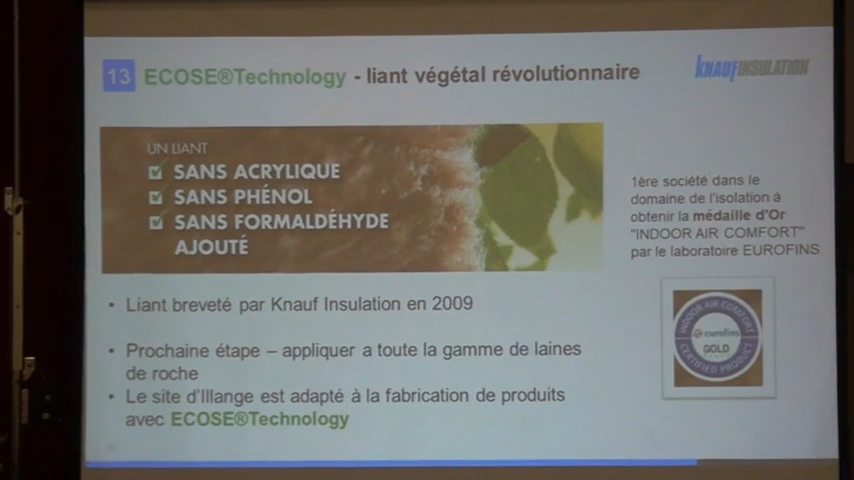 13 ECOSE®Technology - liant végétal révolutionnaire
KNAUFINSULATION
UN LIANT
SANS ACRYLIQUE
SANS PHÉNOL
SANS FORMALDÉHYDE
AJOUTÉ
1ère société dans le
domaine de l'isolation à
obtenir la médaille d'Or
"INDOOR AIR COMFORT"
par le laboratoire EUROFINS
• Liant breveté par Knauf Insulation en 2009
• Prochaine étape – appliquer a toute la gamme de laines
de roche
• Le site d'Illange est adapté à la fabrication de produits
avec ECOSE®Technology
INDOOR AIR COMFORT
eurofins
GOLD
CERTIFIED PRODUCT